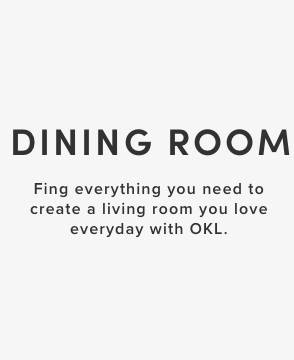 DINING ROOM
Fing everything you need to
create a living room you love
everyday with OKL.